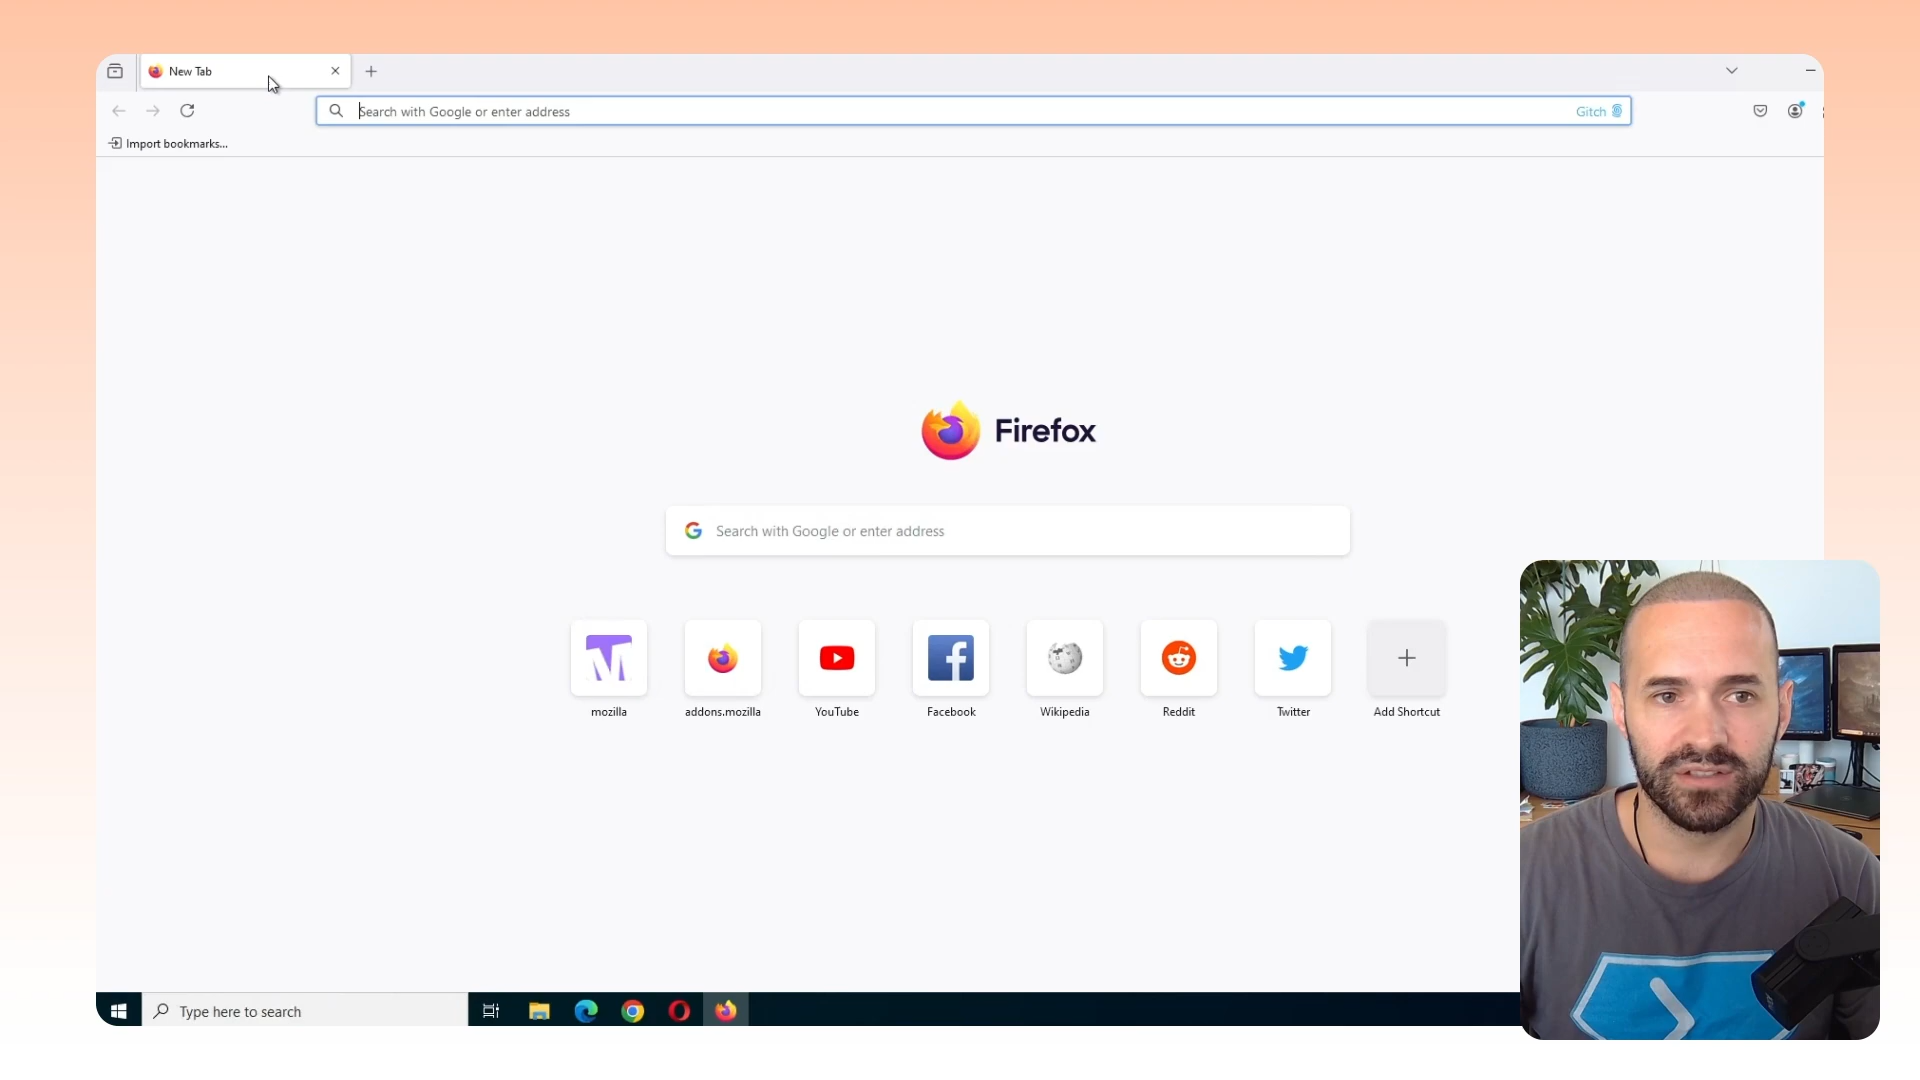 New Tab
Search with Google or enter address
Gitch
Import bookmarks...
Firefox
Search with Google or enter address
mozilla
addons.mozilla
YouTube
Facebook
Wikipedia
Reddit
Twitter
Add Shortcut
Type here to search